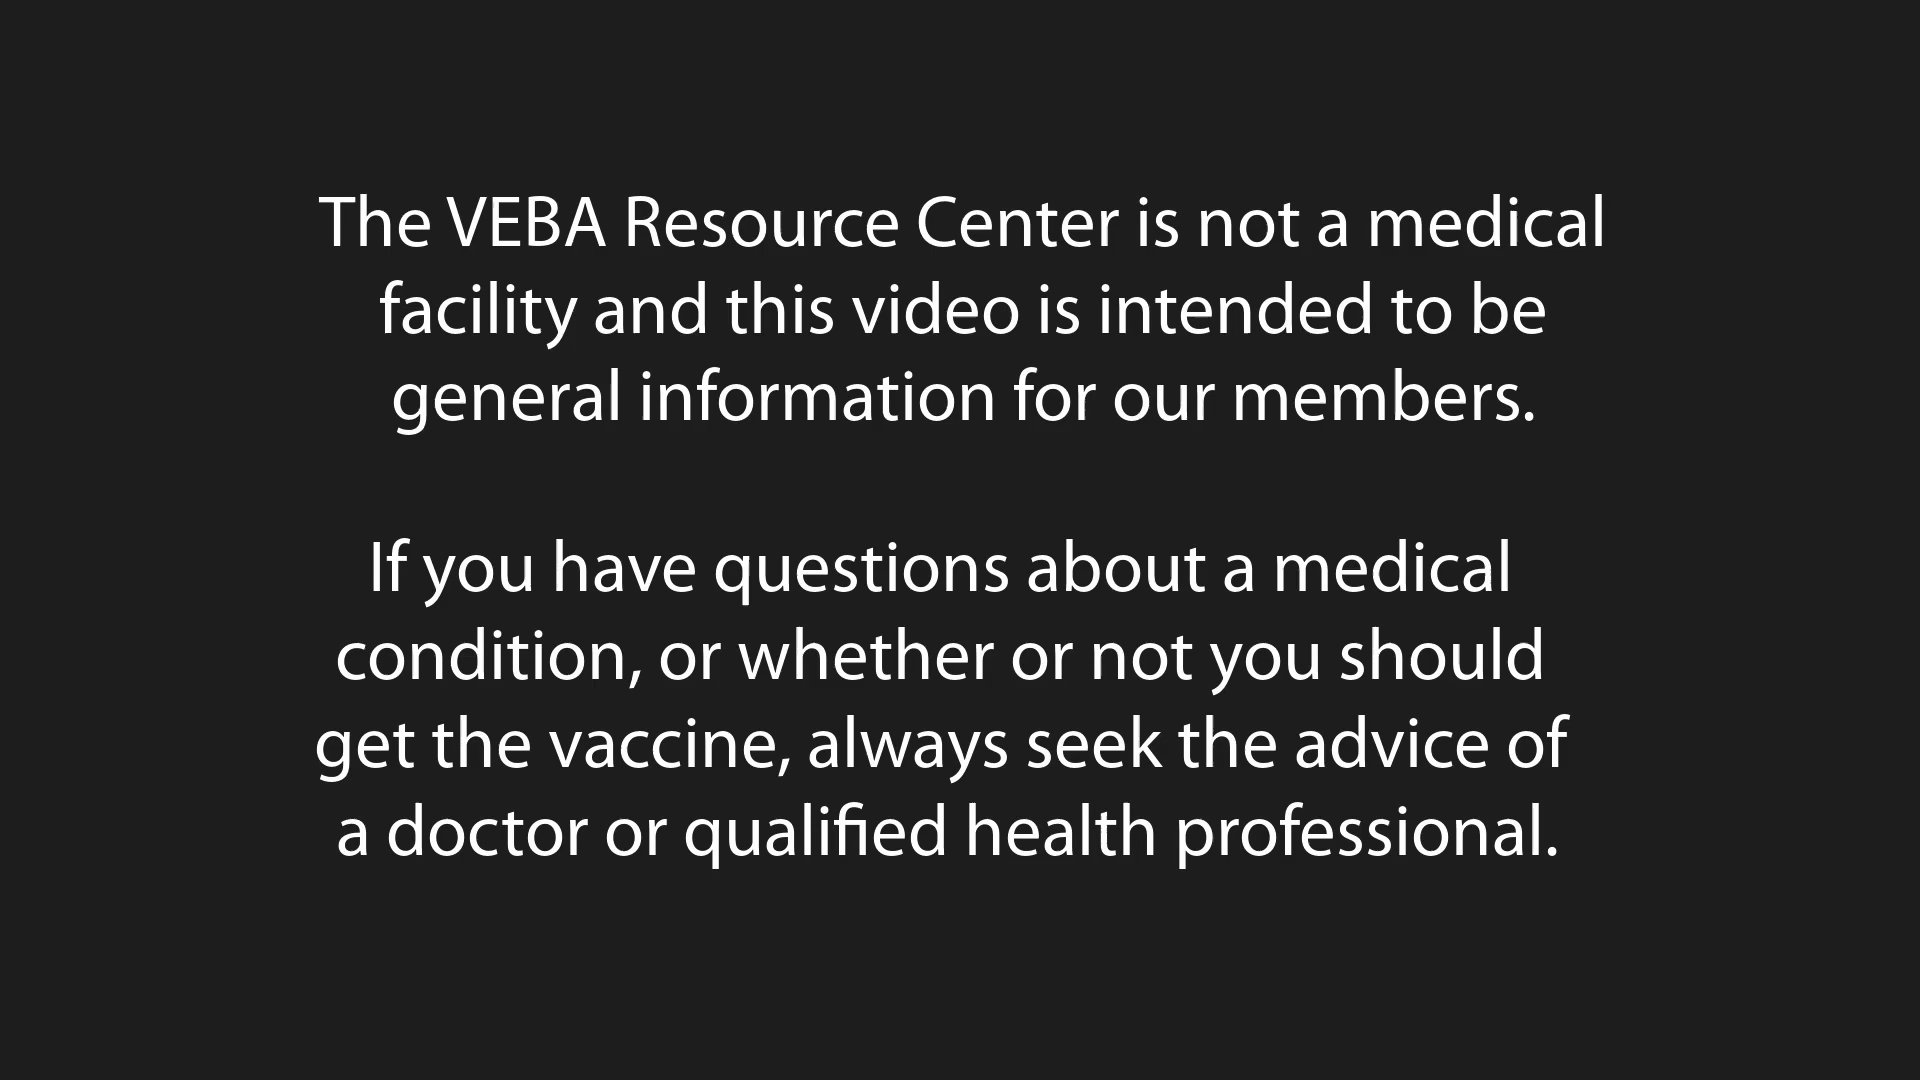 The VEBA Resource Center is not a medical
facility and this video is intended to be
general information for our members.
If you have questions about a medical
condition, or whether or not you should
get the vaccine, always seek the advice of
a doctor or qualified health professional.